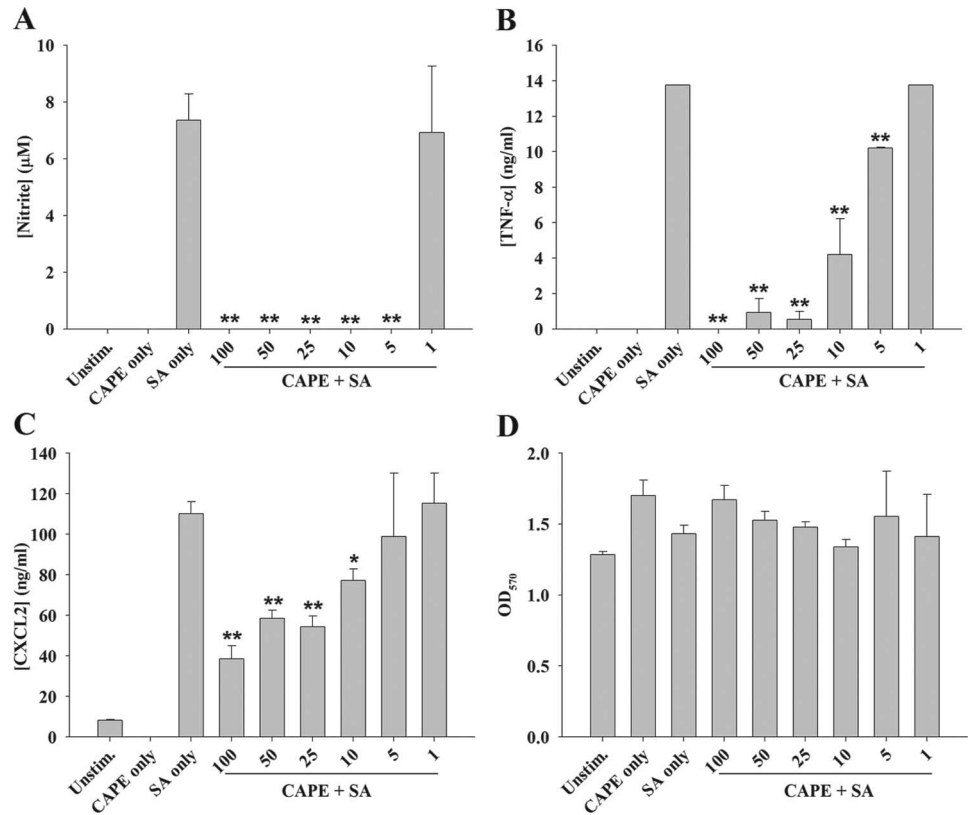 A
[Nitrite] (μM)
10
8
6
4
2
0
** ** ** ** **
Unstim. CAPE only SA only 100 50 25 10 5 1
CAPE + SA
B
[TNF-α] (ng/ml)
16
14
12
10
8
6
4
2
0
** ** ** ** **
Unstim. CAPE only SA only 100 50 25 10 5 1
CAPE + SA
C
[CXCL2] (ng/ml)
140
120
100
80
60
40
20
0
** ** ** *
Unstim. CAPE only SA only 100 50 25 10 5 1
CAPE + SA
D
OD570
2.0
1.5
1.0
0.5
0.0
Unstim. CAPE only SA only 100 50 25 10 5 1
CAPE + SA